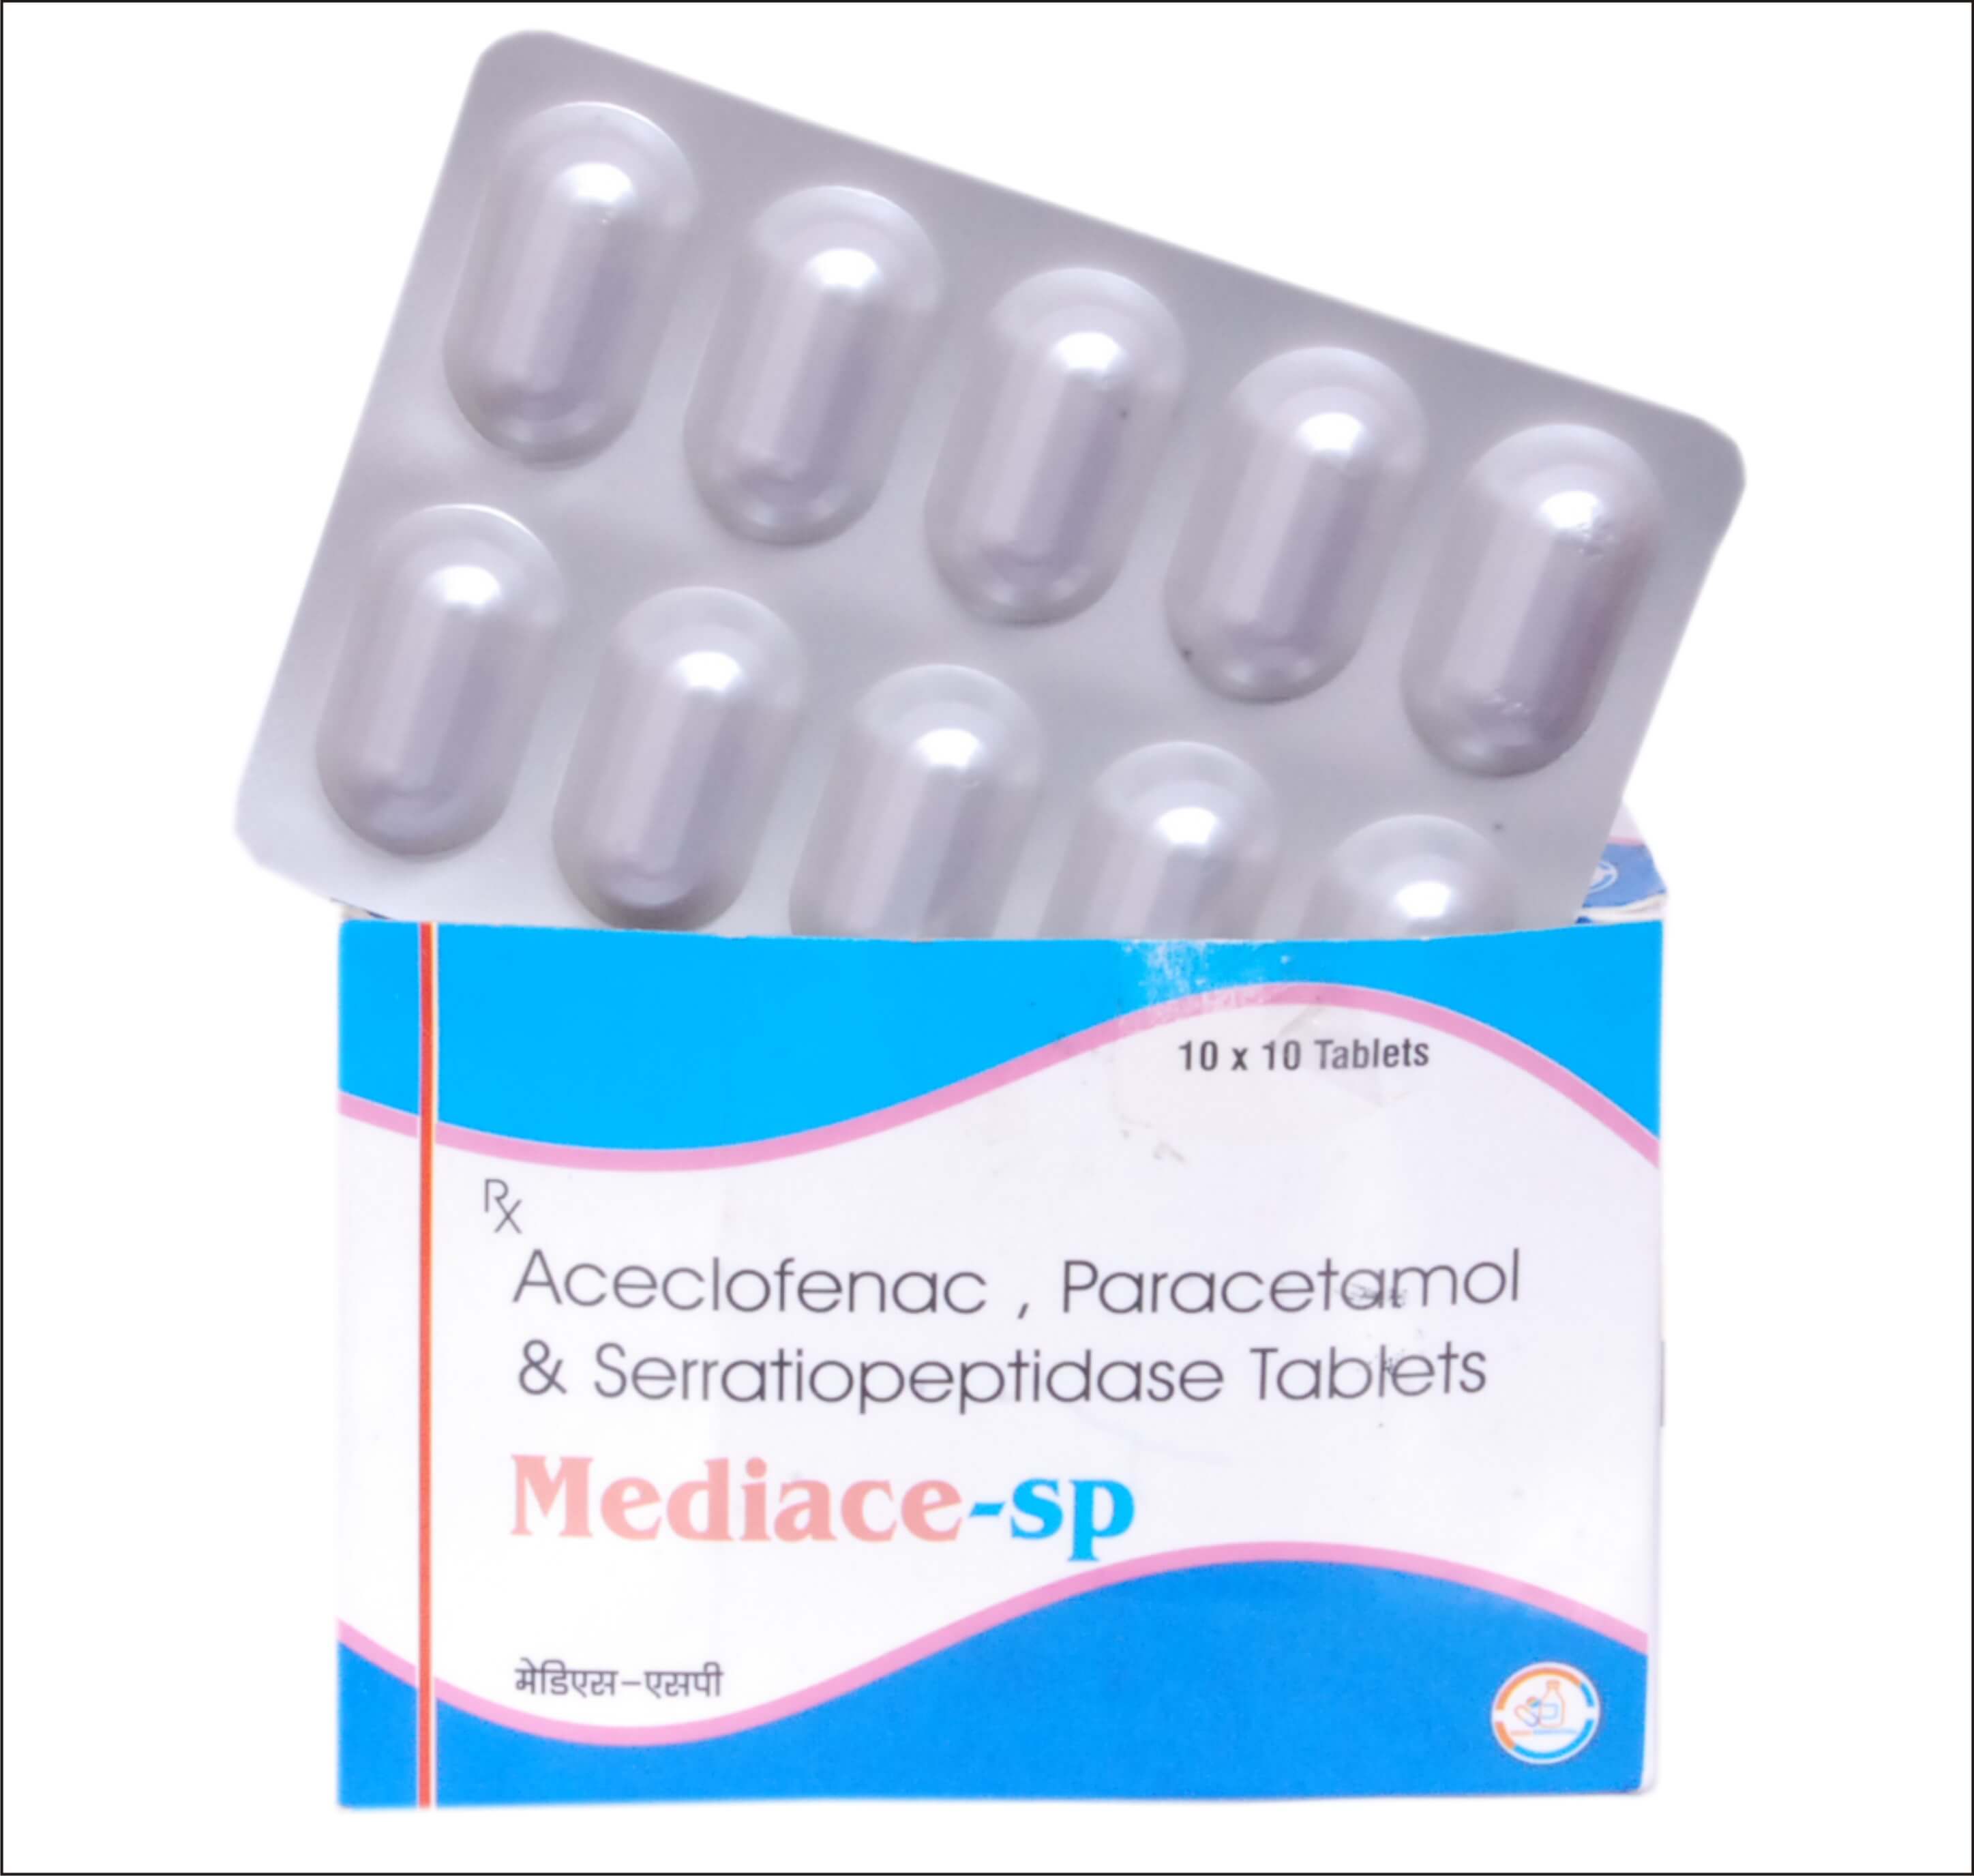 10 x 10 Tablets
Rx
Aceclofenac , Paracetamol
& Serratiopeptidase Tablets
Mediace-sp
मेडिएस-एसपी